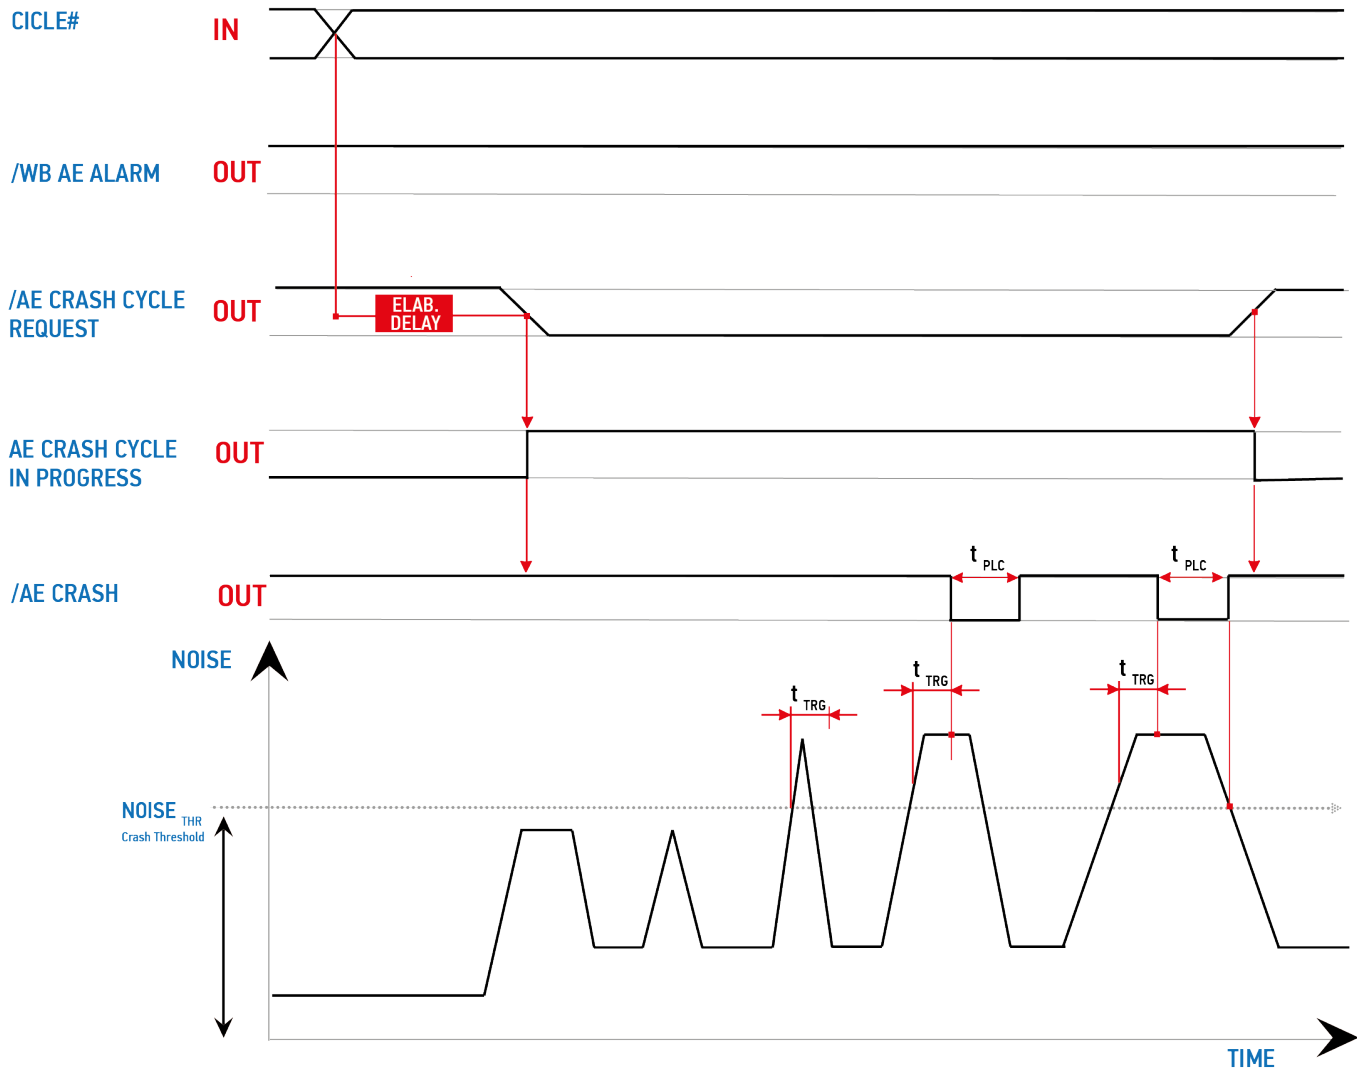 CICLE#
IN
/WB AE ALARM
OUT
/AE CRASH CYCLE
REQUEST
OUT
ELAB.
DELAY
AE CRASH CYCLE
IN PROGRESS
OUT
/AE CRASH
OUT
t PLC
t PLC
NOISE
t TRG
t TRG
t TRG
NOISE THR
Crash Threshold
TIME